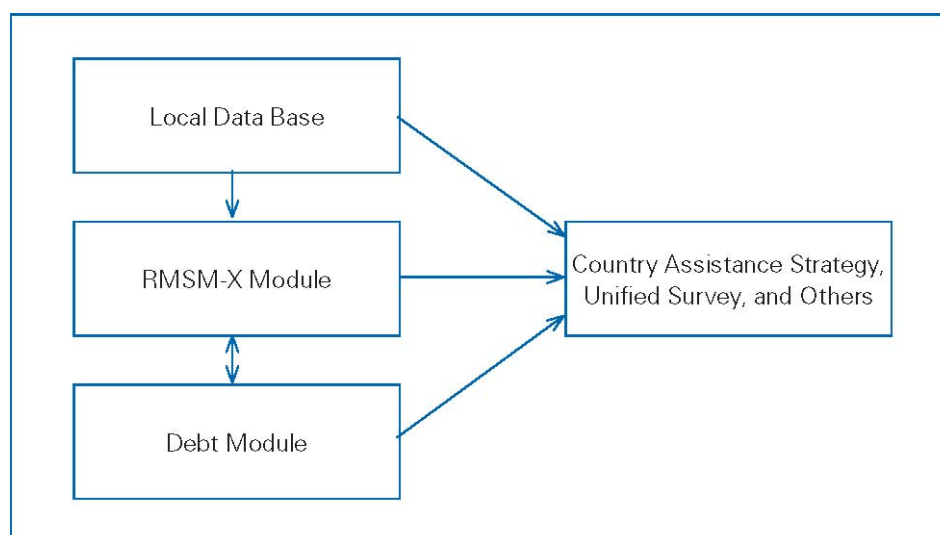 Local Data Base
RMSM-X Module
Country Assistance Strategy,
Unified Survey, and Others
Debt Module